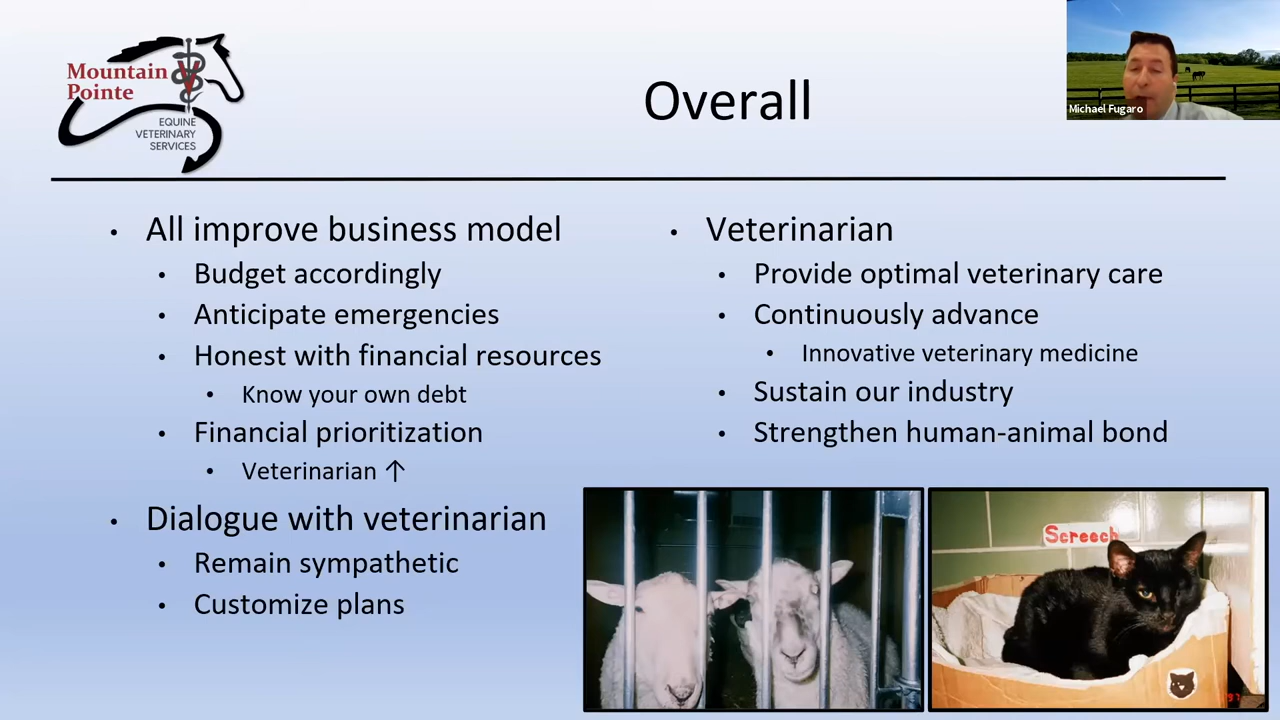 Mountain
Pointe
EQUINE
VETERINARY
SERVICES
Overall
Michael Fugaro
• All improve business model
• Budget accordingly
• Anticipate emergencies
• Honest with financial resources
• Know your own debt
• Financial prioritization
• Veterinarian ↑
• Dialogue with veterinarian
• Remain sympathetic
• Customize plans
• Veterinarian
• Provide optimal veterinary care
• Continuously advance
• Innovative veterinary medicine
• Sustain our industry
• Strengthen human-animal bond
Screech